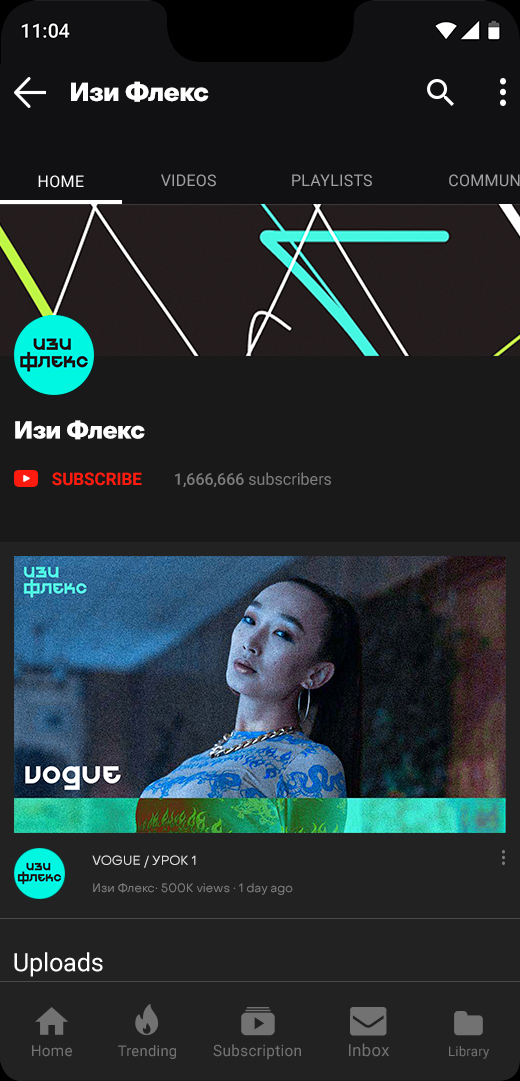 11:04
Изи Флекс
HOME VIDEOS PLAYLISTS COMMUN
изи
флекс
Изи Флекс
SUBSCRIBE 1,666,666 subscribers
изи
флекс
vogue
изи
флекс
VOGUE / УРОК 1
Изи Флекс· 500K views · 1 day ago
Uploads
Home Trending Subscription Inbox Library